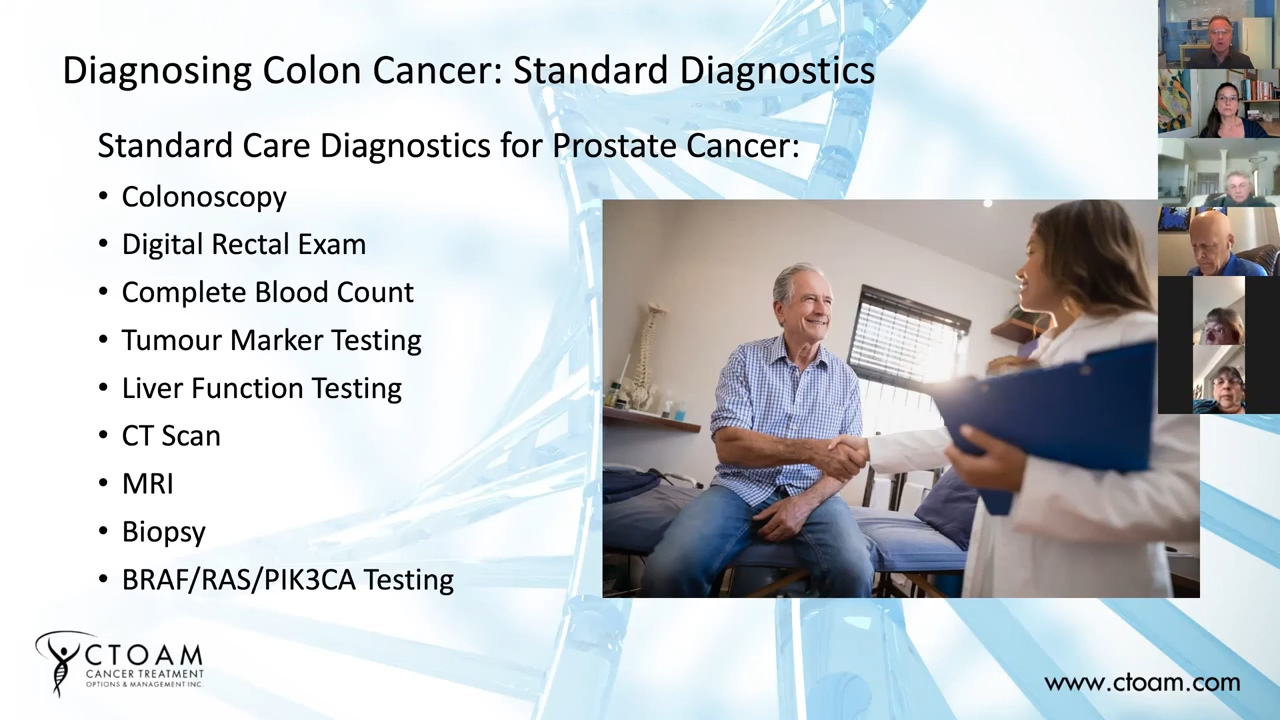 Diagnosing Colon Cancer: Standard Diagnostics
Standard Care Diagnostics for Prostate Cancer:
• Colonoscopy
• Digital Rectal Exam
• Complete Blood Count
• Tumour Marker Testing
• Liver Function Testing
• CT Scan
• MRI
• Biopsy
• BRAF/RAS/PIK3CA Testing
CTOAM
CANCER TREATMENT
OPTIONS & MANAGEMENT INC.
www.ctoam.com